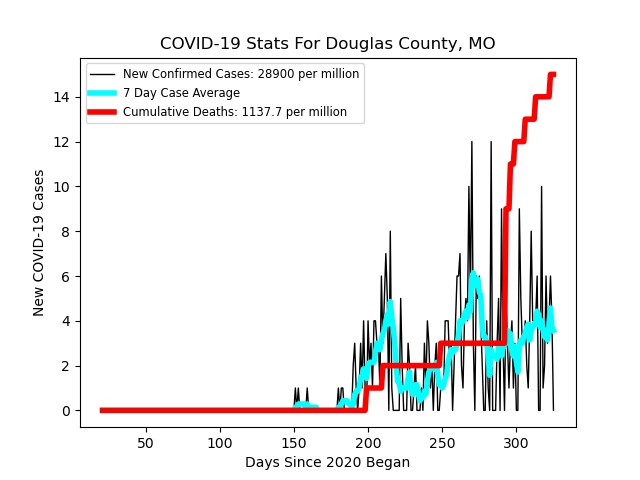 COVID-19 Stats For Douglas County, MO
New Confirmed Cases: 28900 per million
7 Day Case Average
Cumulative Deaths: 1137.7 per million
New COVID-19 Cases
14
12
10
8
6
4
2
0
50 100 150 200 250 300
Days Since 2020 Began